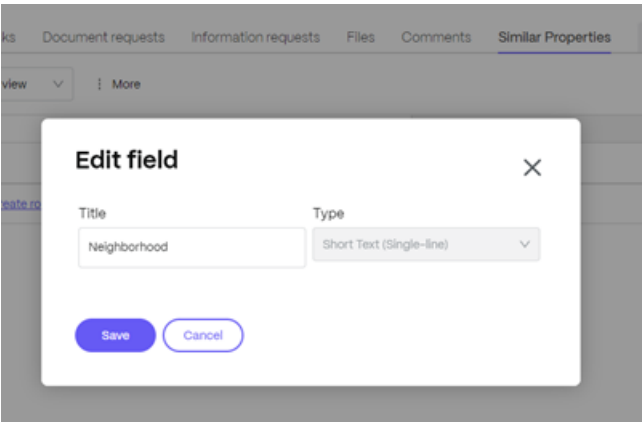 Document requests Information requests Files Comments Similar Properties
view More
Edit field
Title Type
Neighborhood Short Text (Single-line)
Save Cancel